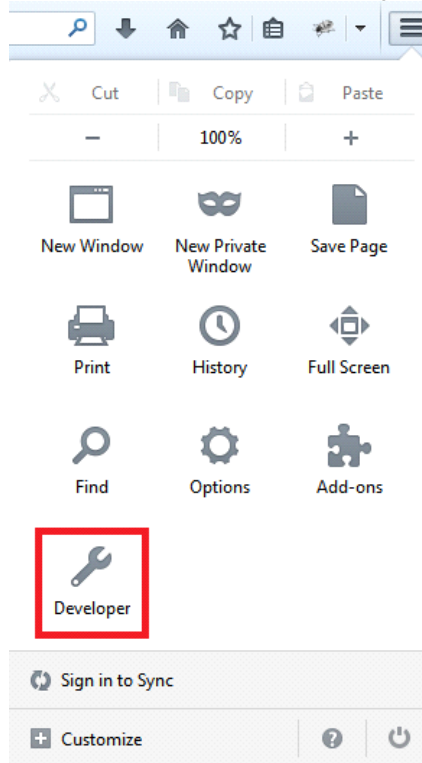 Cut Copy Paste
− 100% +
New Window New Private Window Save Page
Print History Full Screen
Find Options Add-ons
Developer
Sign in to Sync
Customize